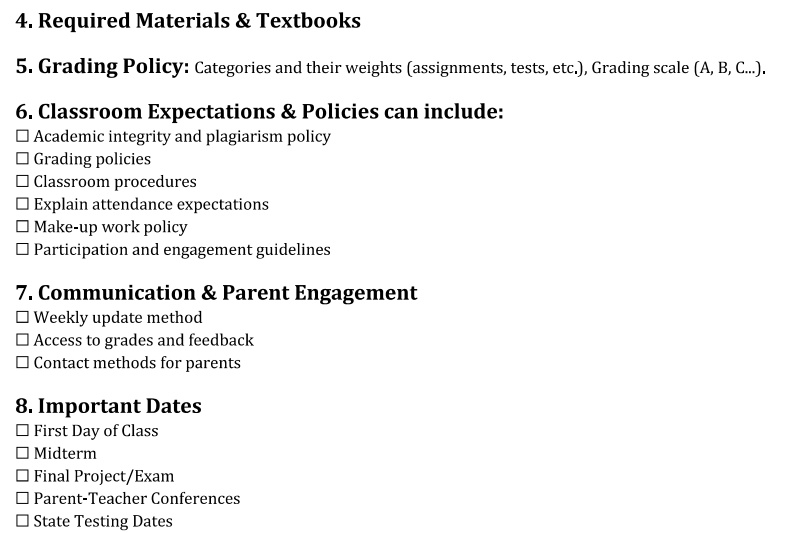 4. Required Materials & Textbooks
5. Grading Policy: Categories and their weights (assignments, tests, etc.), Grading scale (A, B, C...).
6. Classroom Expectations & Policies can include:
☐ Academic integrity and plagiarism policy
☐ Grading policies
☐ Classroom procedures
☐ Explain attendance expectations
☐ Make-up work policy
☐ Participation and engagement guidelines
7. Communication & Parent Engagement
☐ Weekly update method
☐ Access to grades and feedback
☐ Contact methods for parents
8. Important Dates
☐ First Day of Class
☐ Midterm
☐ Final Project/Exam
☐ Parent-Teacher Conferences
☐ State Testing Dates